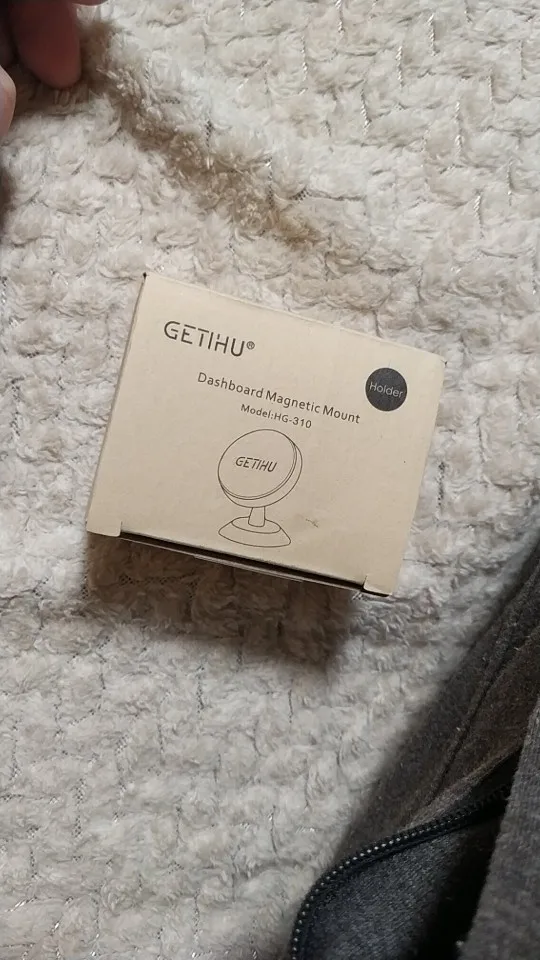 GETIHU®
Holder
Dashboard Magnetic Mount
Model:HG-310
GETIHU